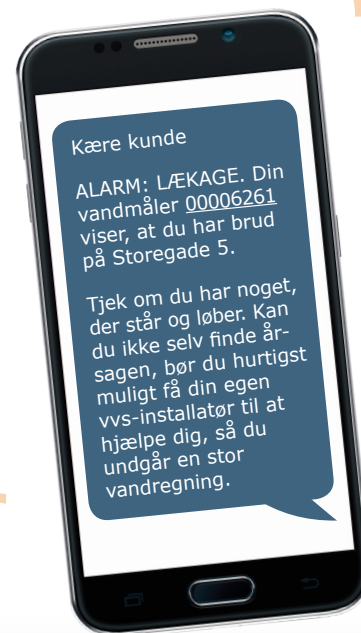 Kære kunde
ALARM: LÆKAGE. Din
vandmåler 00006261
viser, at du har brud
på Storegade 5.
Tjek om du har noget,
der står og løber. Kan
du ikke selv finde år-
sagen, bør du hurtigst
muligt få din egen
vvs-installatør til at
hjælpe dig, så du
undgår en stor
vandregning.